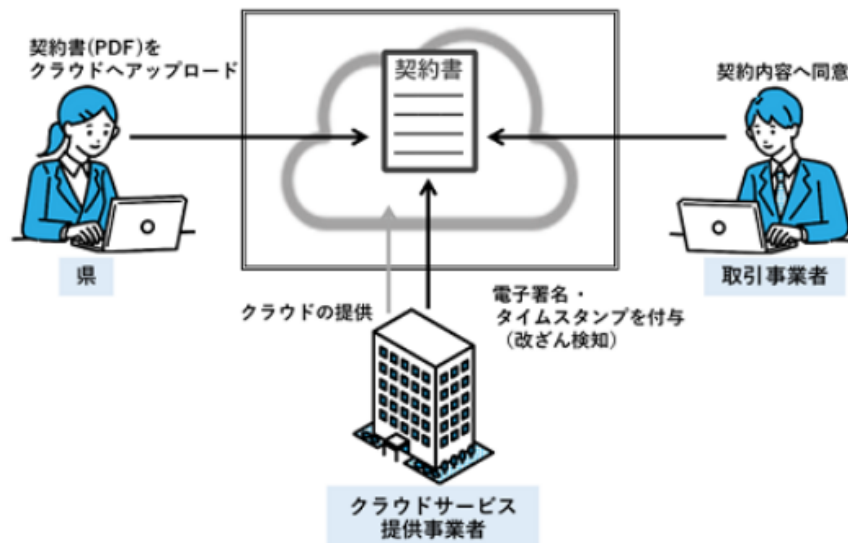 契約書(PDF)を
クラウドへアップロード
契約書
契約内容へ同意
県
取引事業者
クラウドの提供
電子署名・
タイムスタンプを付与
(改ざん検知)
クラウドサービス
提供事業者